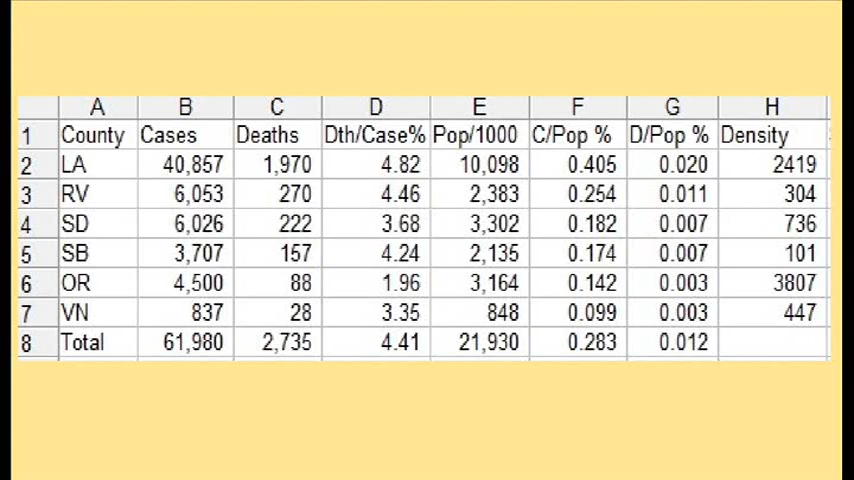 A B C D E F G H
1 County Cases Deaths Dth/Case% Pop/1000 C/Pop % D/Pop % Density
2 LA 40,857 1,970 4.82 10,098 0.405 0.020 2419
3 RV 6,053 270 4.46 2,383 0.254 0.011 304
4 SD 6,026 222 3.68 3,302 0.182 0.007 736
5 SB 3,707 157 4.24 2,135 0.174 0.007 101
6 OR 4,500 88 1.96 3,164 0.142 0.003 3807
7 VN 837 28 3.35 848 0.099 0.003 447
8 Total 61,980 2,735 4.41 21,930 0.283 0.012